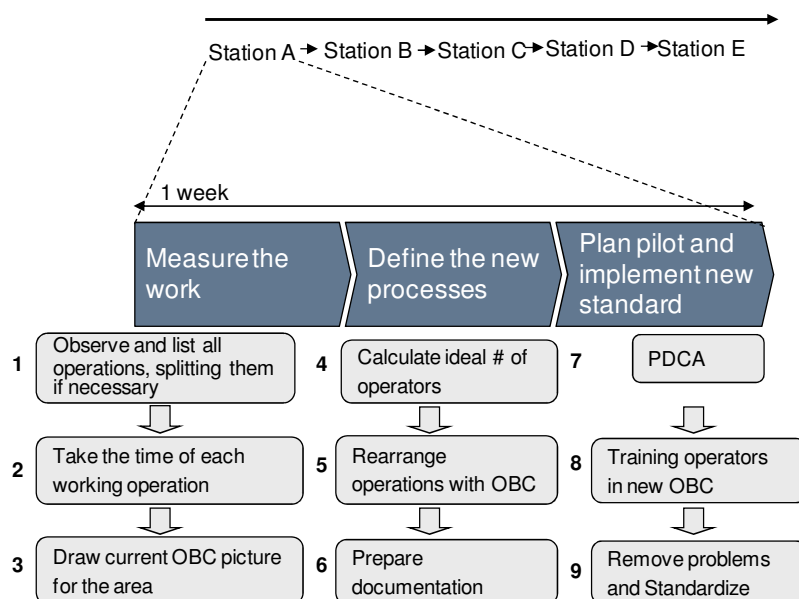 Station A Station B Station C Station D Station E
1 week
Measure the
work
Define the new
processes
Plan pilot and
implement new
standard
1
Observe and list all
operations, splitting them
if necessary
2
Take the time of each
working operation
3
Draw current OBC picture
for the area
4
Calculate ideal # of
operators
5
Rearrange
operations with OBC
6
Prepare
documentation
7
PDCA
8
Training operators
in new OBC
9
Remove problems
and Standardize